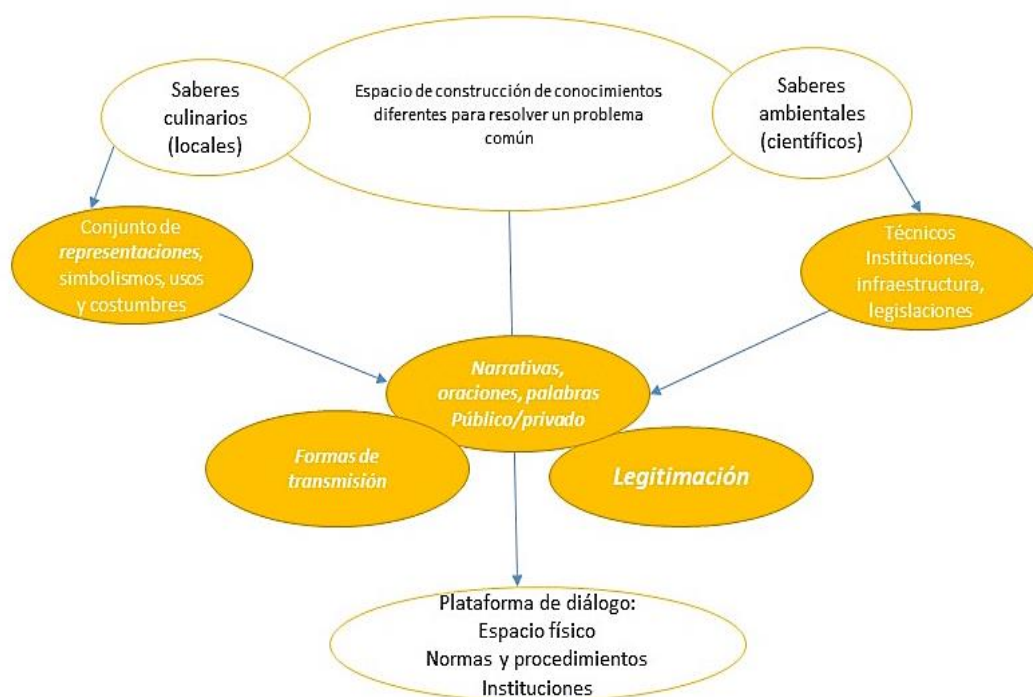 Saberes
culinarios
(locales)
Espacio de construcción de conocimientos
diferentes para resolver un problema
común
Saberes
ambientales
(científicos)
Conjunto de
representaciones,
simbolismos, usos
y costumbres
Técnicos
Instituciones,
infraestructura,
legislaciones
Narrativas,
oraciones, palabras
Público/privado
Formas de
transmisión
Legitimación
Plataforma de diálogo:
Espacio físico
Normas y procedimientos
Instituciones